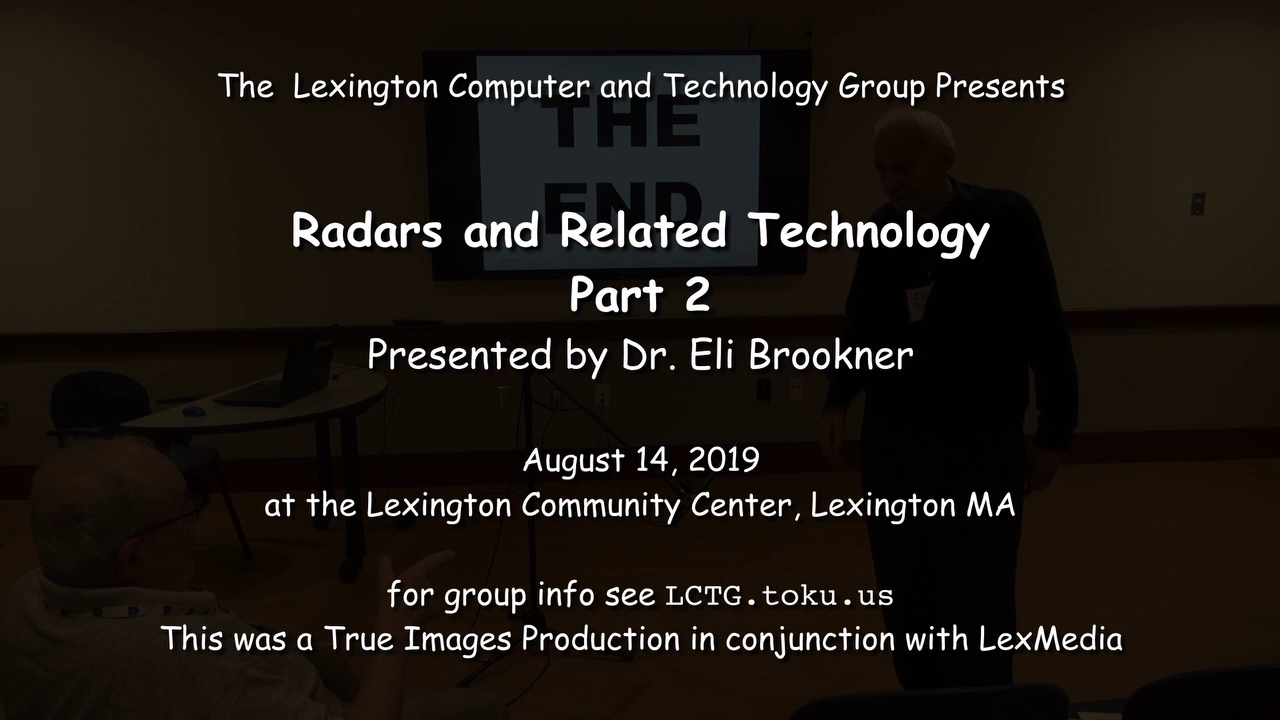 The Lexington Computer and Technology Group Presents
THE
END
Radars and Related Technology
Part 2
Presented by Dr. Eli Brookner
August 14, 2019
at the Lexington Community Center, Lexington MA
for group info see LCTG.toku.us
This was a True Images Production in conjunction with LexMedia